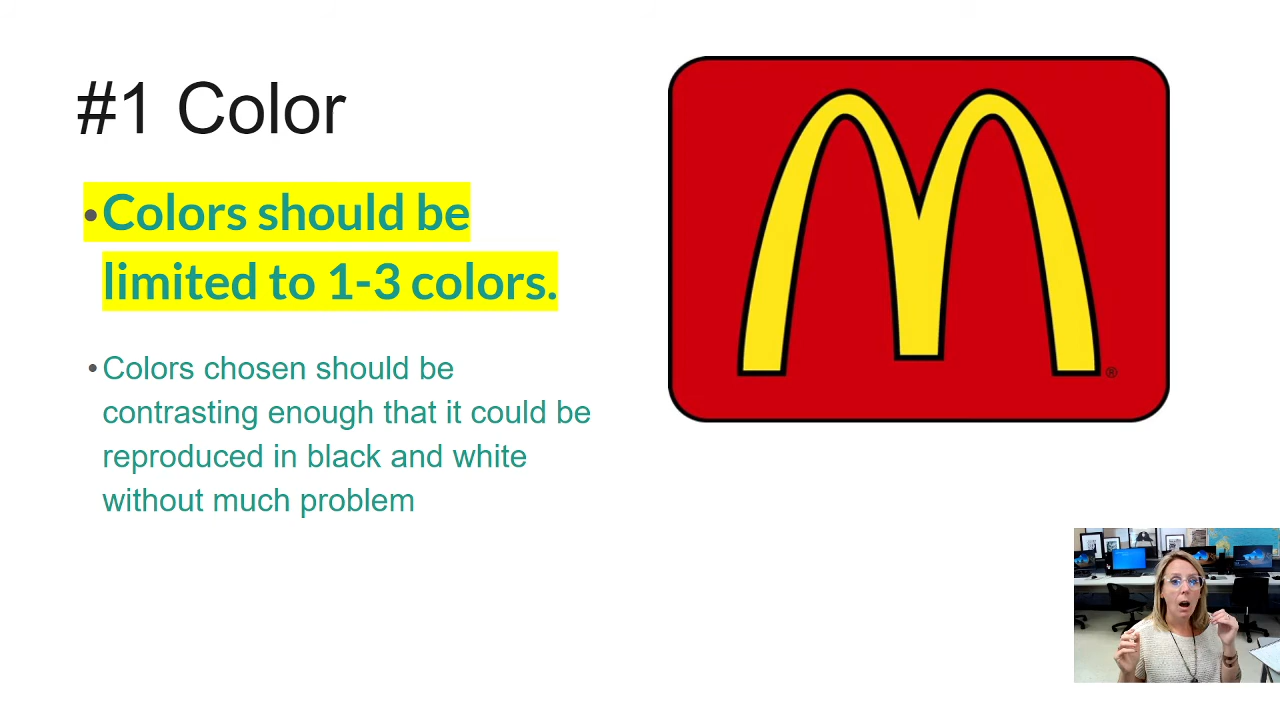 #1 Color
•Colors should be
limited to 1-3 colors.
•Colors chosen should be
contrasting enough that it could be
reproduced in black and white
without much problem
®